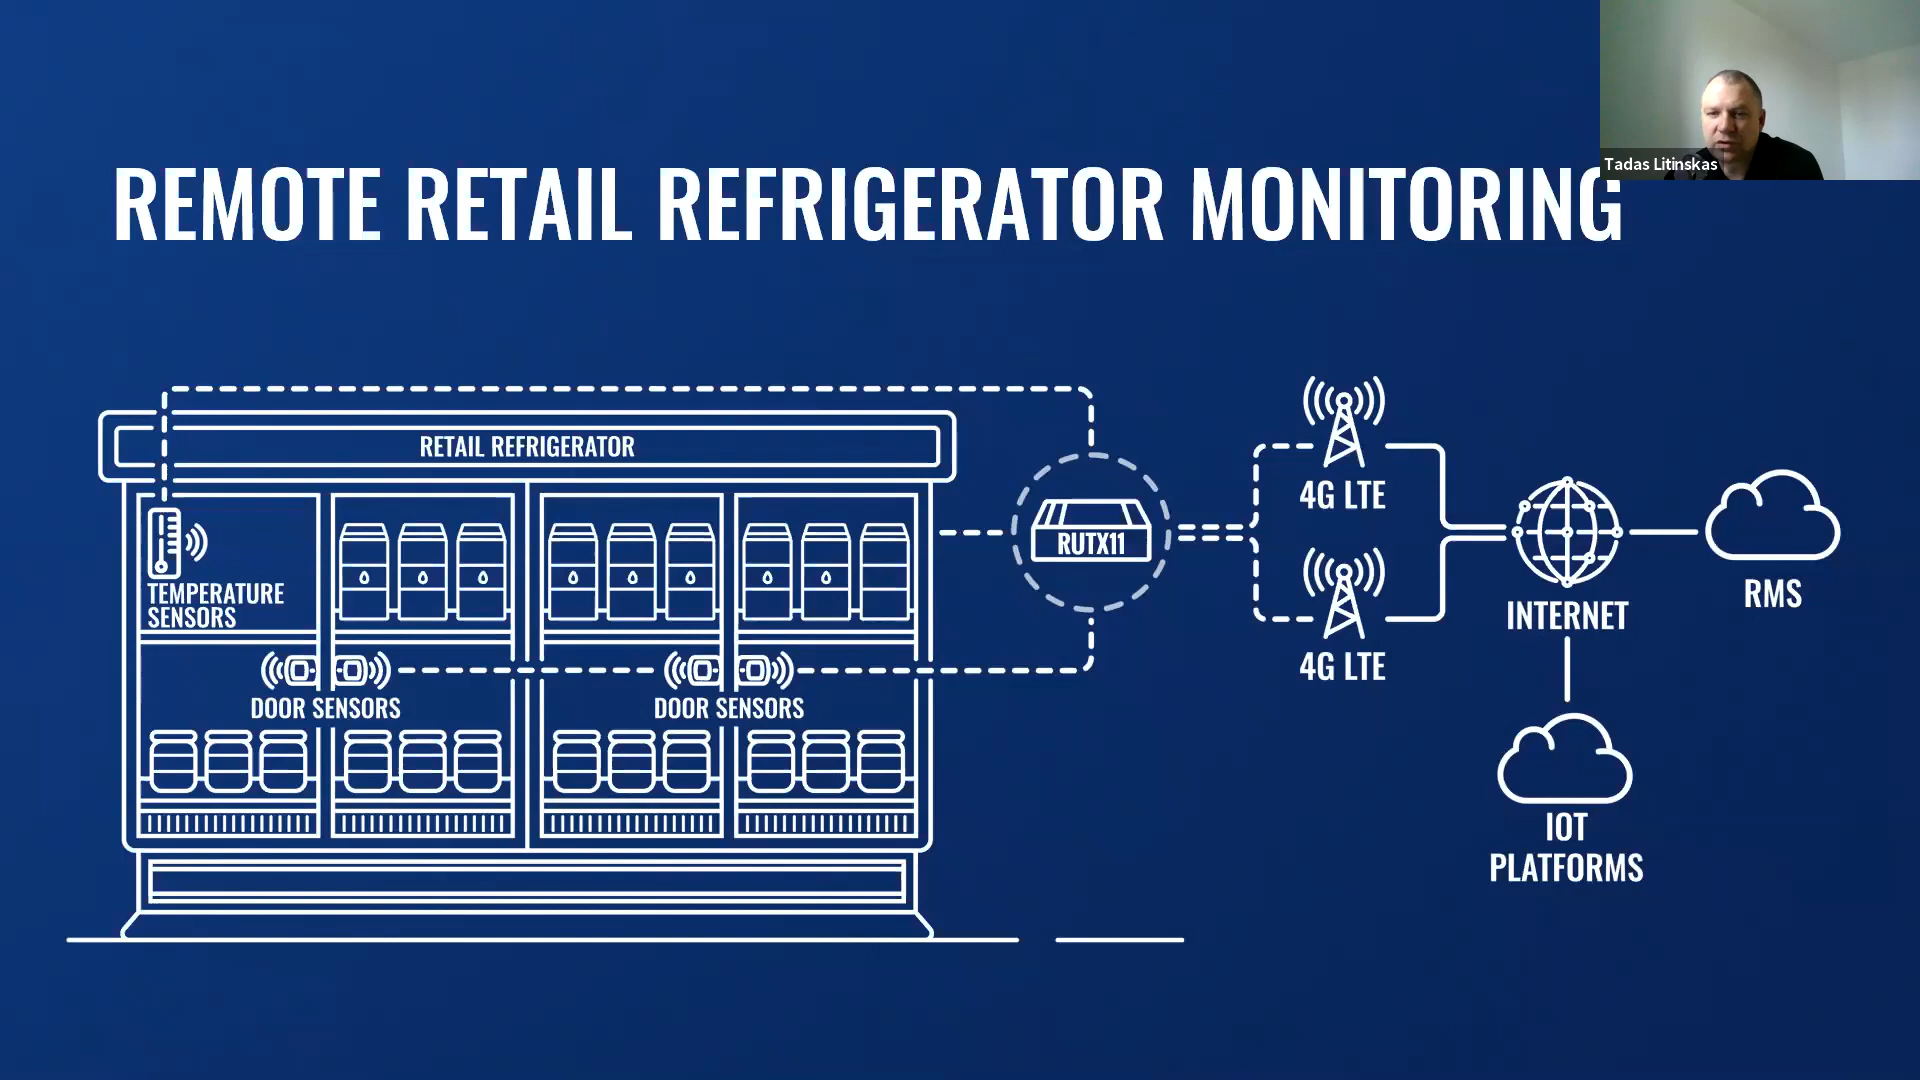 Tadas Litinskas
REMOTE RETAIL REFRIGERATOR MONITORING
RETAIL REFRIGERATOR
TEMPERATURE
SENSORS
DOOR SENSORS
DOOR SENSORS
RUTX11
4G LTE
4G LTE
INTERNET
RMS
IOT
PLATFORMS